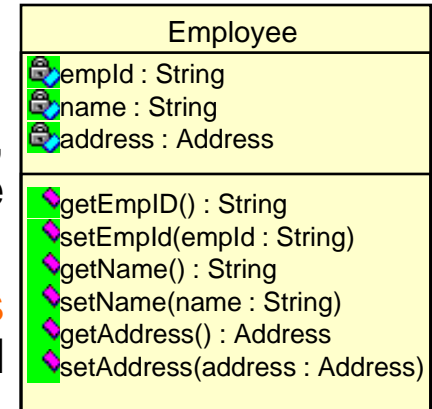 Employee
empId : String
name : String
address : Address
getEmpID() : String
setEmpId(empId : String)
getName() : String
setName(name : String)
getAddress() : Address
setAddress(address : Address)